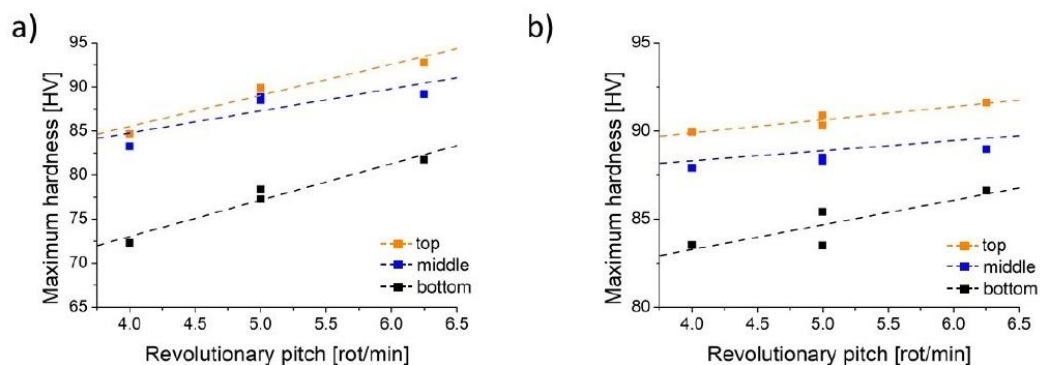 a)
Maximum hardness [HV]
95
90
85
80
75
70
65
4.0 4.5 5.0 5.5 6.0 6.5
Revolutionary pitch [rot/min]
top
middle
bottom
b)
Maximum hardness [HV]
95
90
85
80
4.0 4.5 5.0 5.5 6.0 6.5
Revolutionary pitch [rot/min]
top
middle
bottom